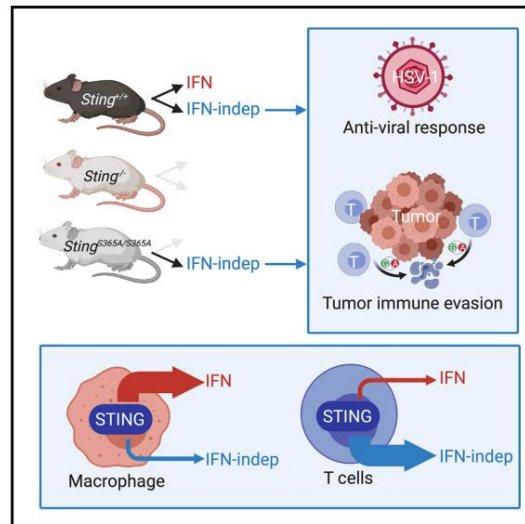 Sting+/+
IFN
IFN-indep
Sting-/-
StingS365A/S365A
IFN-indep
HSV-1
Anti-viral response
T
Tumor
T
T
G A
G A
Tumor immune evasion
STING
IFN
IFN-indep
Macrophage
STING
IFN
IFN-indep
T cells